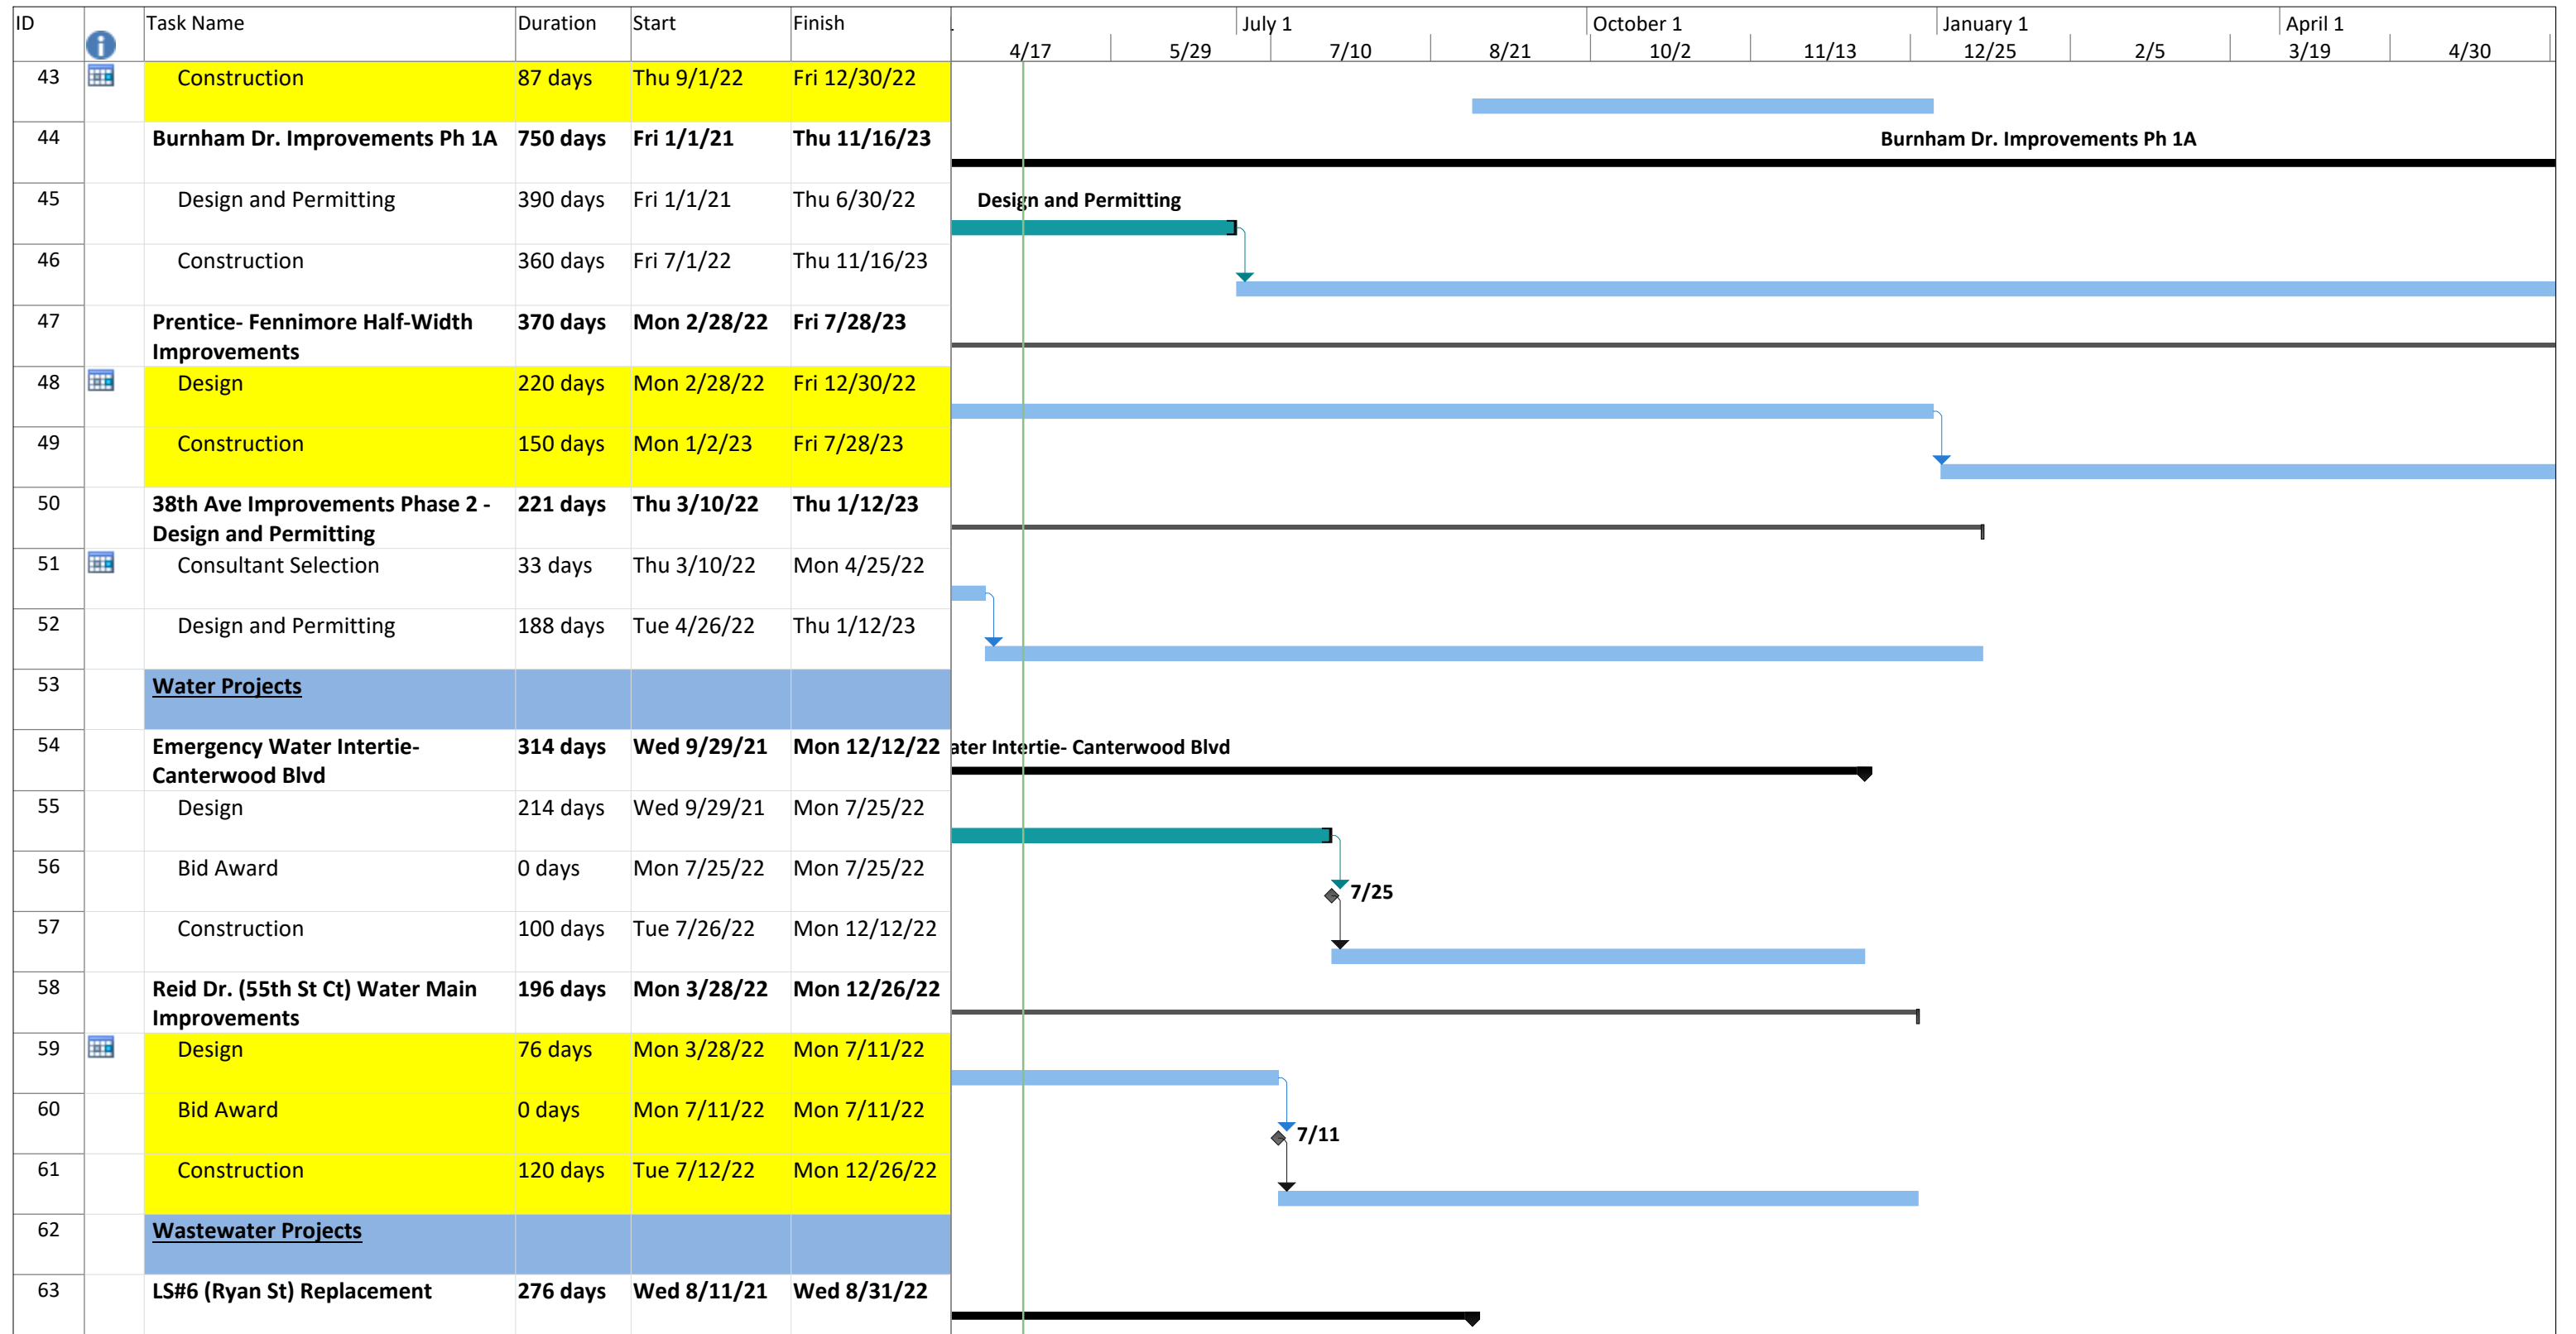 ID Task Name Duration Start Finish July 1 October 1 January 1 April 1
4/17 5/29 7/10 8/21 10/2 11/13 12/25 2/5 3/19 4/30
43 Construction 87 days Thu 9/1/22 Fri 12/30/22
44 Burnham Dr. Improvements Ph 1A 750 days Fri 1/1/21 Thu 11/16/23 Burnham Dr. Improvements Ph 1A
45 Design and Permitting 390 days Fri 1/1/21 Thu 6/30/22 Design and Permitting
46 Construction 360 days Fri 7/1/22 Thu 11/16/23
47 Prentice- Fennimore Half-Width 370 days Mon 2/28/22 Fri 7/28/23
Improvements
48 Design 220 days Mon 2/28/22 Fri 12/30/22
49 Construction 150 days Mon 1/2/23 Fri 7/28/23
50 38th Ave Improvements Phase 2 - 221 days Thu 3/10/22 Thu 1/12/23
Design and Permitting
51 Consultant Selection 33 days Thu 3/10/22 Mon 4/25/22
52 Design and Permitting 188 days Tue 4/26/22 Thu 1/12/23
53 Water Projects
54 Emergency Water Intertie- 314 days Wed 9/29/21 Mon 12/12/22 ater Intertie- Canterwood Blvd
Canterwood Blvd
55 Design 214 days Wed 9/29/21 Mon 7/25/22
56 Bid Award 0 days Mon 7/25/22 Mon 7/25/22 7/25
57 Construction 100 days Tue 7/26/22 Mon 12/12/22
58 Reid Dr. (55th St Ct) Water Main 196 days Mon 3/28/22 Mon 12/26/22
Improvements
59 Design 76 days Mon 3/28/22 Mon 7/11/22
60 Bid Award 0 days Mon 7/11/22 Mon 7/11/22 7/11
61 Construction 120 days Tue 7/12/22 Mon 12/26/22
62 Wastewater Projects
63 LS#6 (Ryan St) Replacement 276 days Wed 8/11/21 Wed 8/31/22